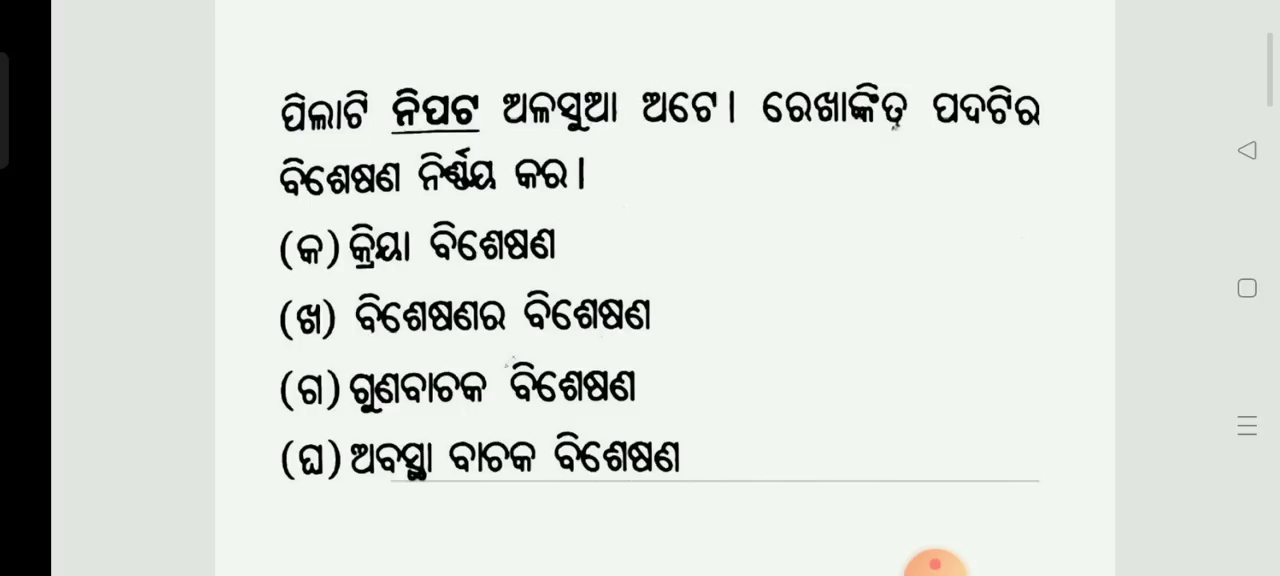 ପିଲାଟି ନିପଟ ଅଳସୁଆ ଅଟେ। ରେଖାଙ୍କିତ ପଦଟିର
ବିଶେଷଣ ନିର୍ଣ୍ଣୟ କର।
(କ) କ୍ରିୟା ବିଶେଷଣ
(ଖ) ବିଶେଷଣର ବିଶେଷଣ
(ଗ) ଗୁଣବାଚକ ବିଶେଷଣ
(ଘ) ଅବସ୍ଥା ବାଚକ ବିଶେଷଣ